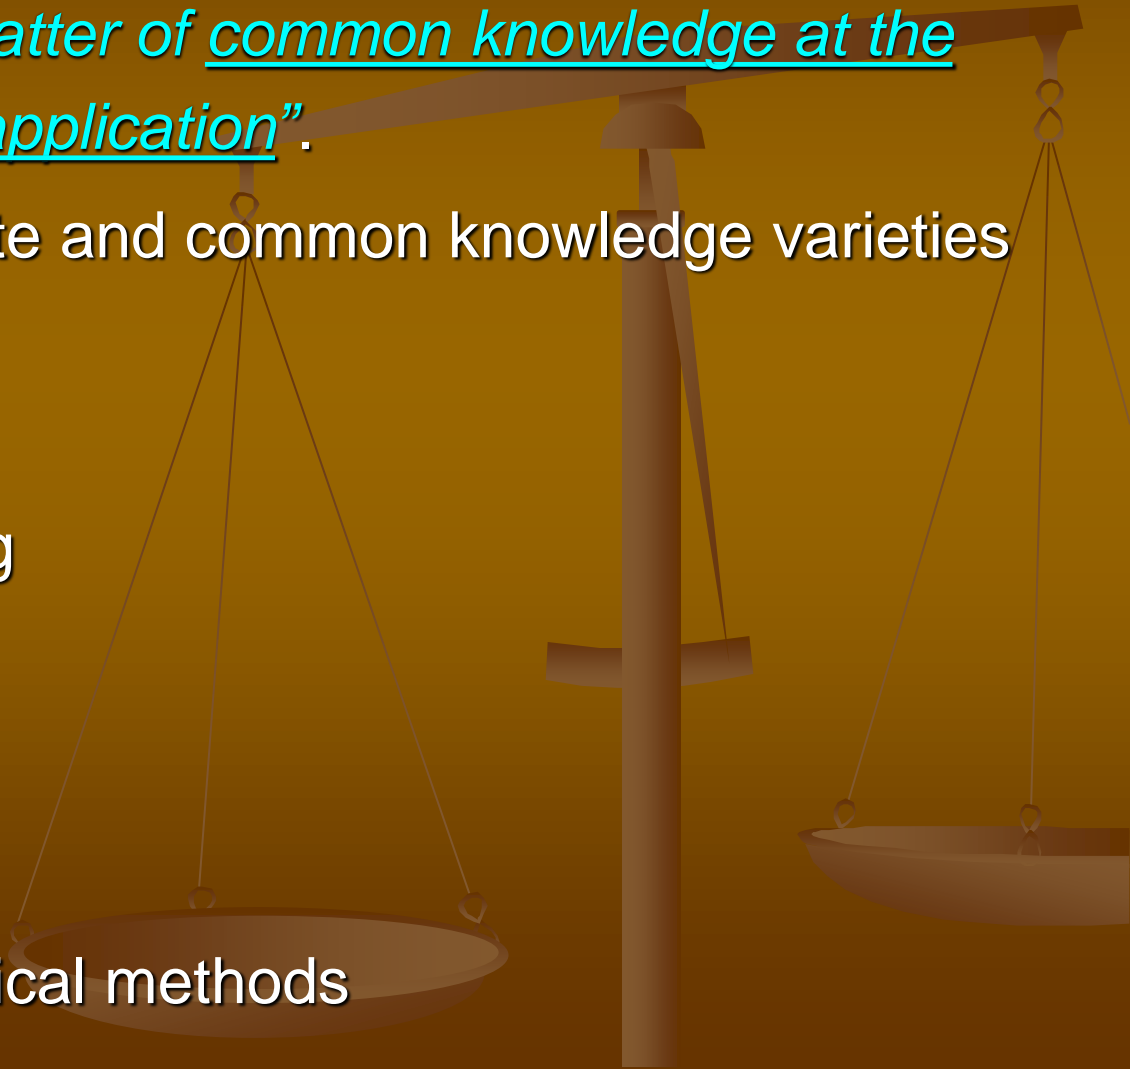 atter of common knowledge at the
application”.
te and common knowledge varieties
g
ical methods